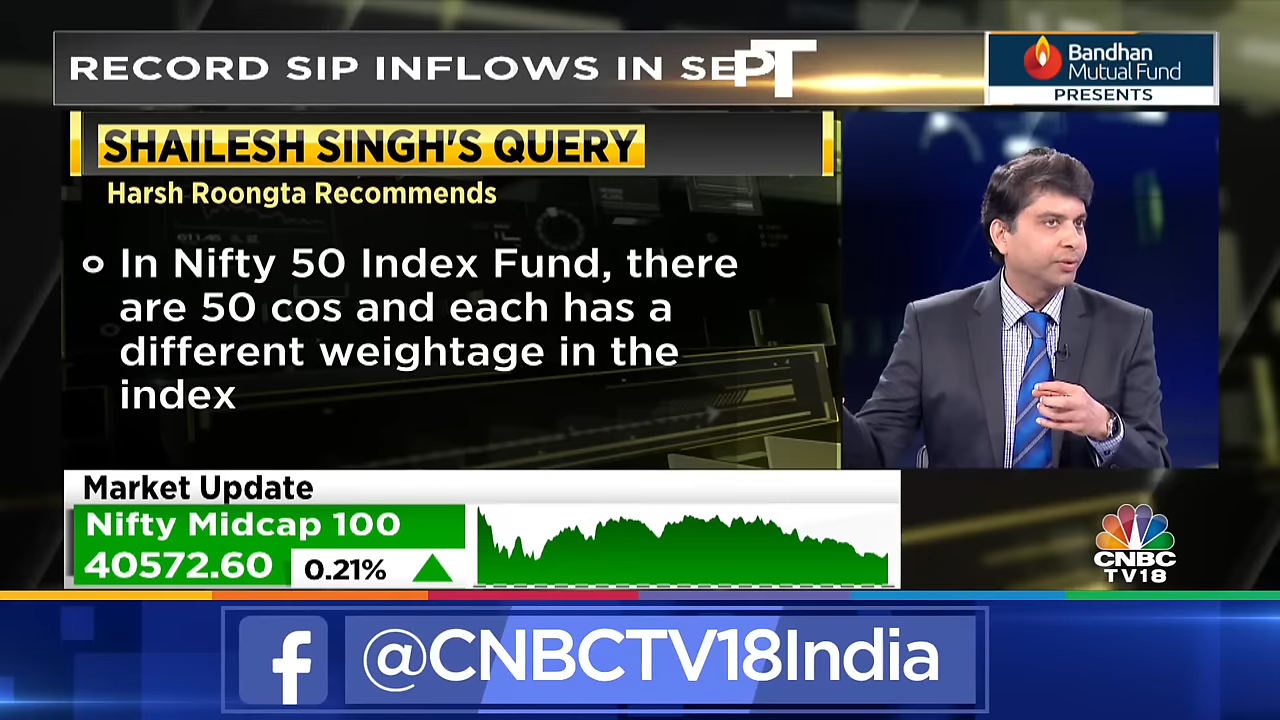 RECORD SIP INFLOWS IN SEPT
Bandhan
Mutual Fund
PRESENTS
SHAILESH SINGH'S QUERY
Harsh Roongta Recommends
In Nifty 50 Index Fund, there
are 50 cos and each has a
different weightage in the
index
Market Update
Nifty Midcap 100
40572.60
0.21%
CNBC
TV18
@CNBCTV18India